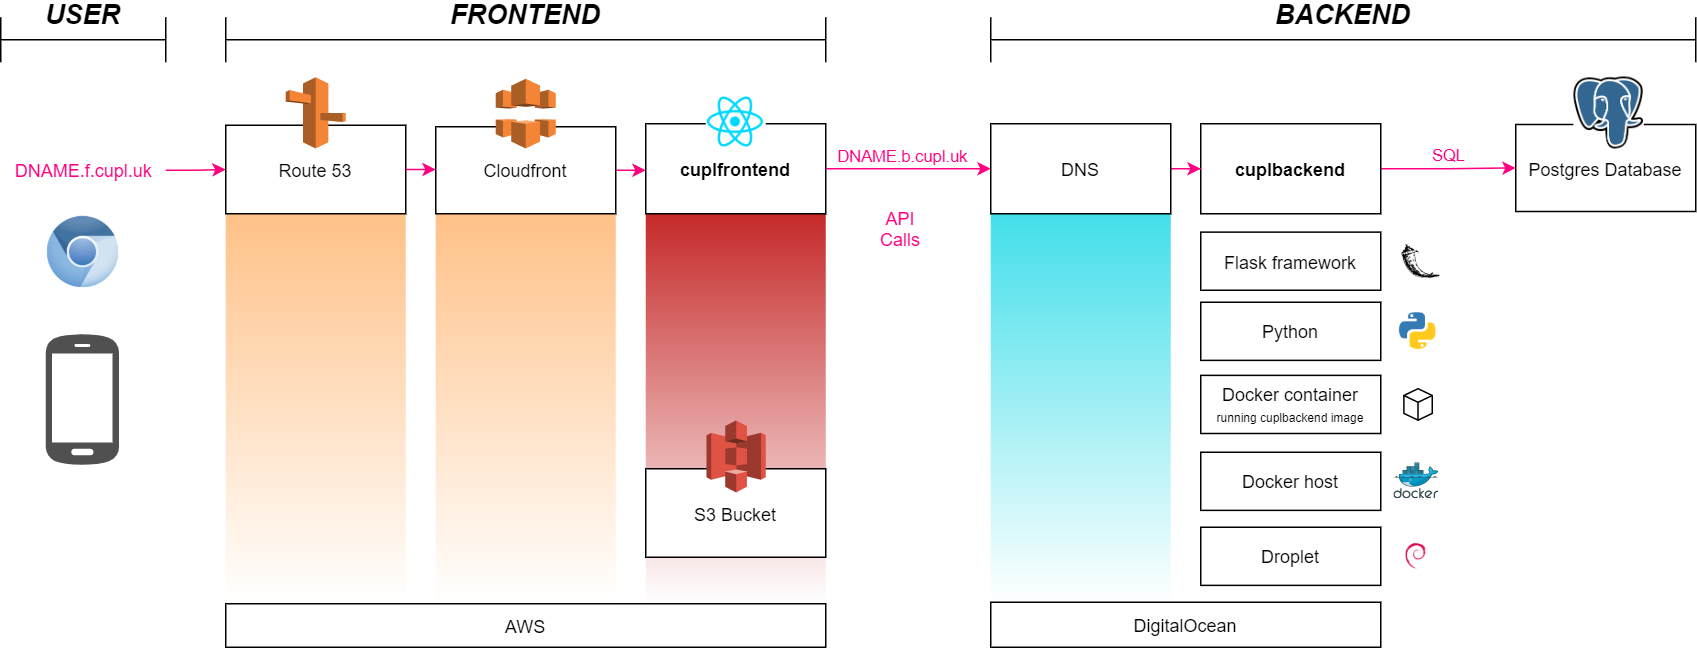 USER
FRONTEND
BACKEND
DNAME.f.cupl.uk
Route 53
Cloudfront
cuplfrontend
DNAME.b.cupl.uk
API
Calls
DNS
cuplbackend
SQL
Postgres Database
Flask framework
Python
Docker container
running cuplbackend image
Docker host
docker
Droplet
S3 Bucket
AWS
DigitalOcean